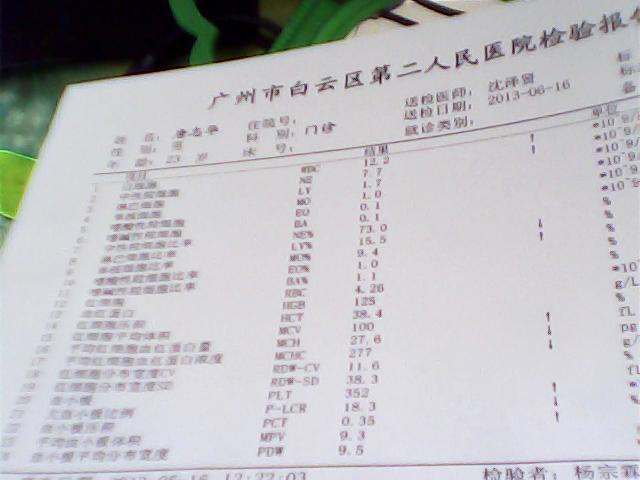 广州市白云区第二人民医院检验报
送检医师: 沈泽贤
送检日期: 2013-06-16
就诊类别:
姓 名: 住院号:
性 别: 男 科 别: 门诊
年 龄: 23 岁 床 号:
项目 结果 单位
1 白细胞 WBC 12.2 ↑ *10^9/
2 中性粒细胞 NE 7.7 ↑ *10^9/
3 淋巴细胞 LY 1.7 *10^9/
4 单核细胞 MO 1.0 *10^9/
5 嗜酸性粒细胞 EO 0.1 *10^9/
6 嗜碱性粒细胞 BA 0.1
7 中性粒细胞比率 NE% 73.0 %
8 淋巴细胞比率 LY% 15.5 ↓ %
9 单核细胞比率 MO% 9.4 ↑ %
10 嗜酸性粒细胞比率 EO% 1.0 %
11 嗜碱性粒细胞比率 BA% 1.1 %
12 红细胞 RBC 4.26 *10^
13 血红蛋白 HGB 125 g/L
14 红细胞压积 HCT 38.4 %
15 红细胞平均体积 MCV 100 ↑ fL
16 平均红细胞血红蛋白量 MCH 27.6 ↓ pg
17 平均红细胞血红蛋白浓度 MCHC 277 ↓ g/
18 红细胞分布宽度CV RDW-CV 11.6 %
19 红细胞分布宽度SD RDW-SD 38.3 fL
20 血小板 PLT 352 ↑
21 大血小板比例 P-LCR 18.3 ↓
22 血小板压积 PCT 0.35 ↑
23 平均血小板体积 MPV 9.3
24 血小板平均分布宽度 PDW 9.5
12:22:03 检验者: 杨宗霖